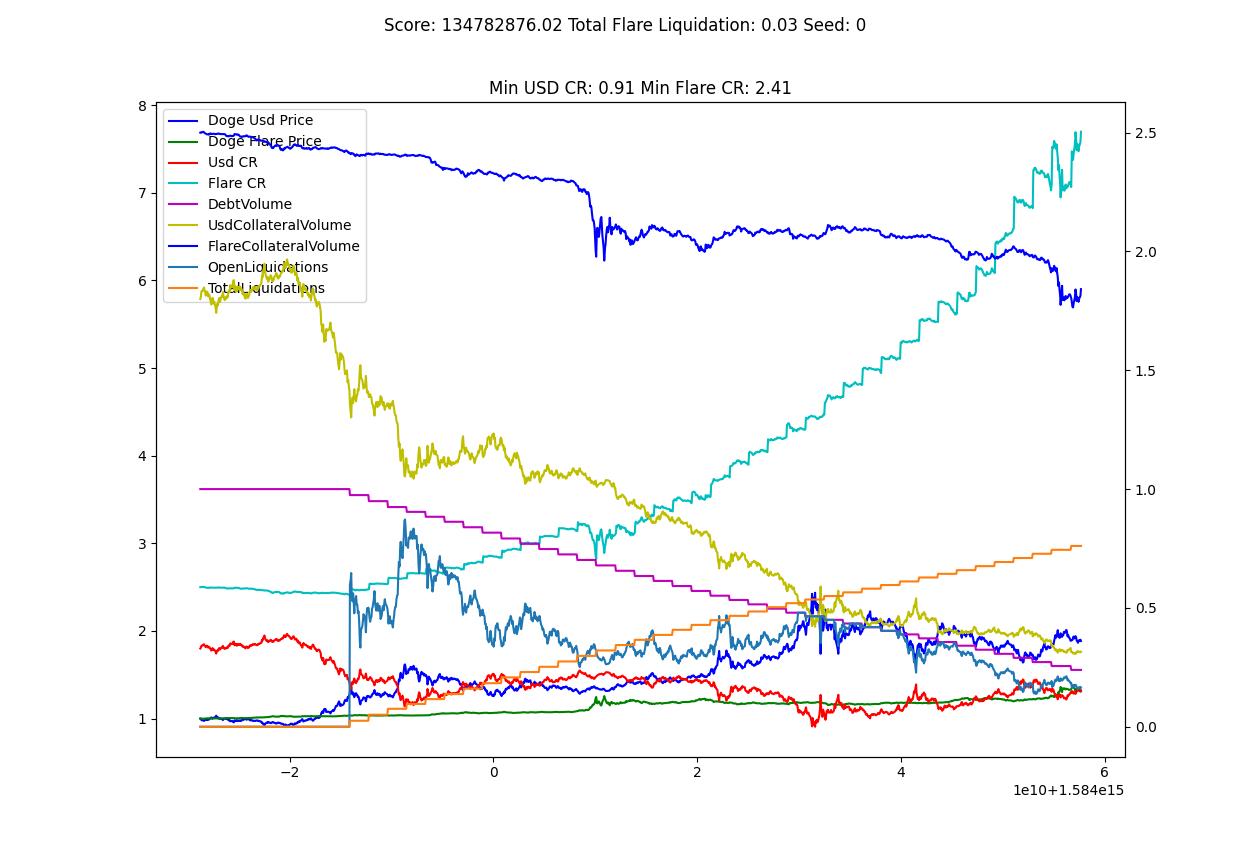 Score: 134782876.02 Total Flare Liquidation: 0.03 Seed: 0
Min USD CR: 0.91 Min Flare CR: 2.41
8
7
6
5
4
3
2
1
Doge Usd Price
Doge Flare Price
Usd CR
Flare CR
DebtVolume
UsdCollateralVolume
FlareCollateralVolume
OpenLiquidations
TotalLiquidations
2.5
2.0
1.5
1.0
0.5
0.0
−2
0
2
4
6
1e10+1.584e15